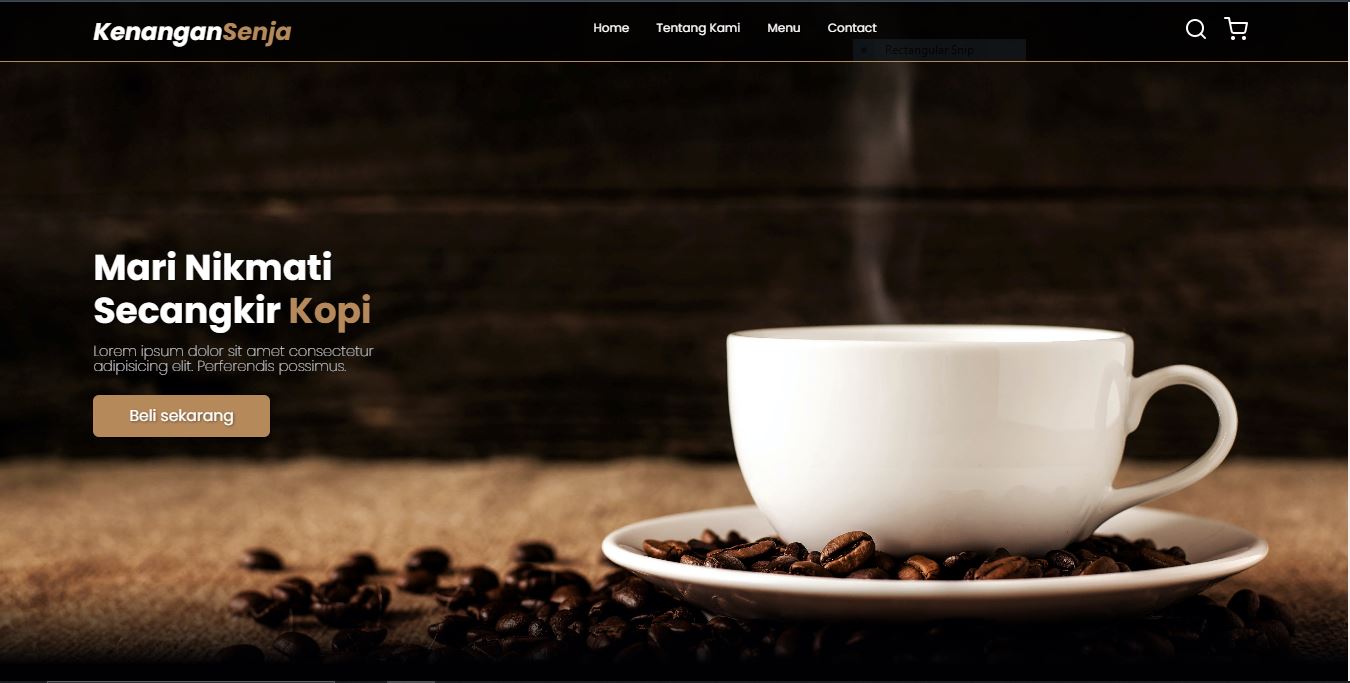 KenanganSenja
Home Tentang Kami Menu Contact
Rectangular Snip
Mari Nikmati
Secangkir Kopi
Lorem ipsum dolor sit amet consectetur
adipisicing elit. Perferendis possimus.
Beli sekarang